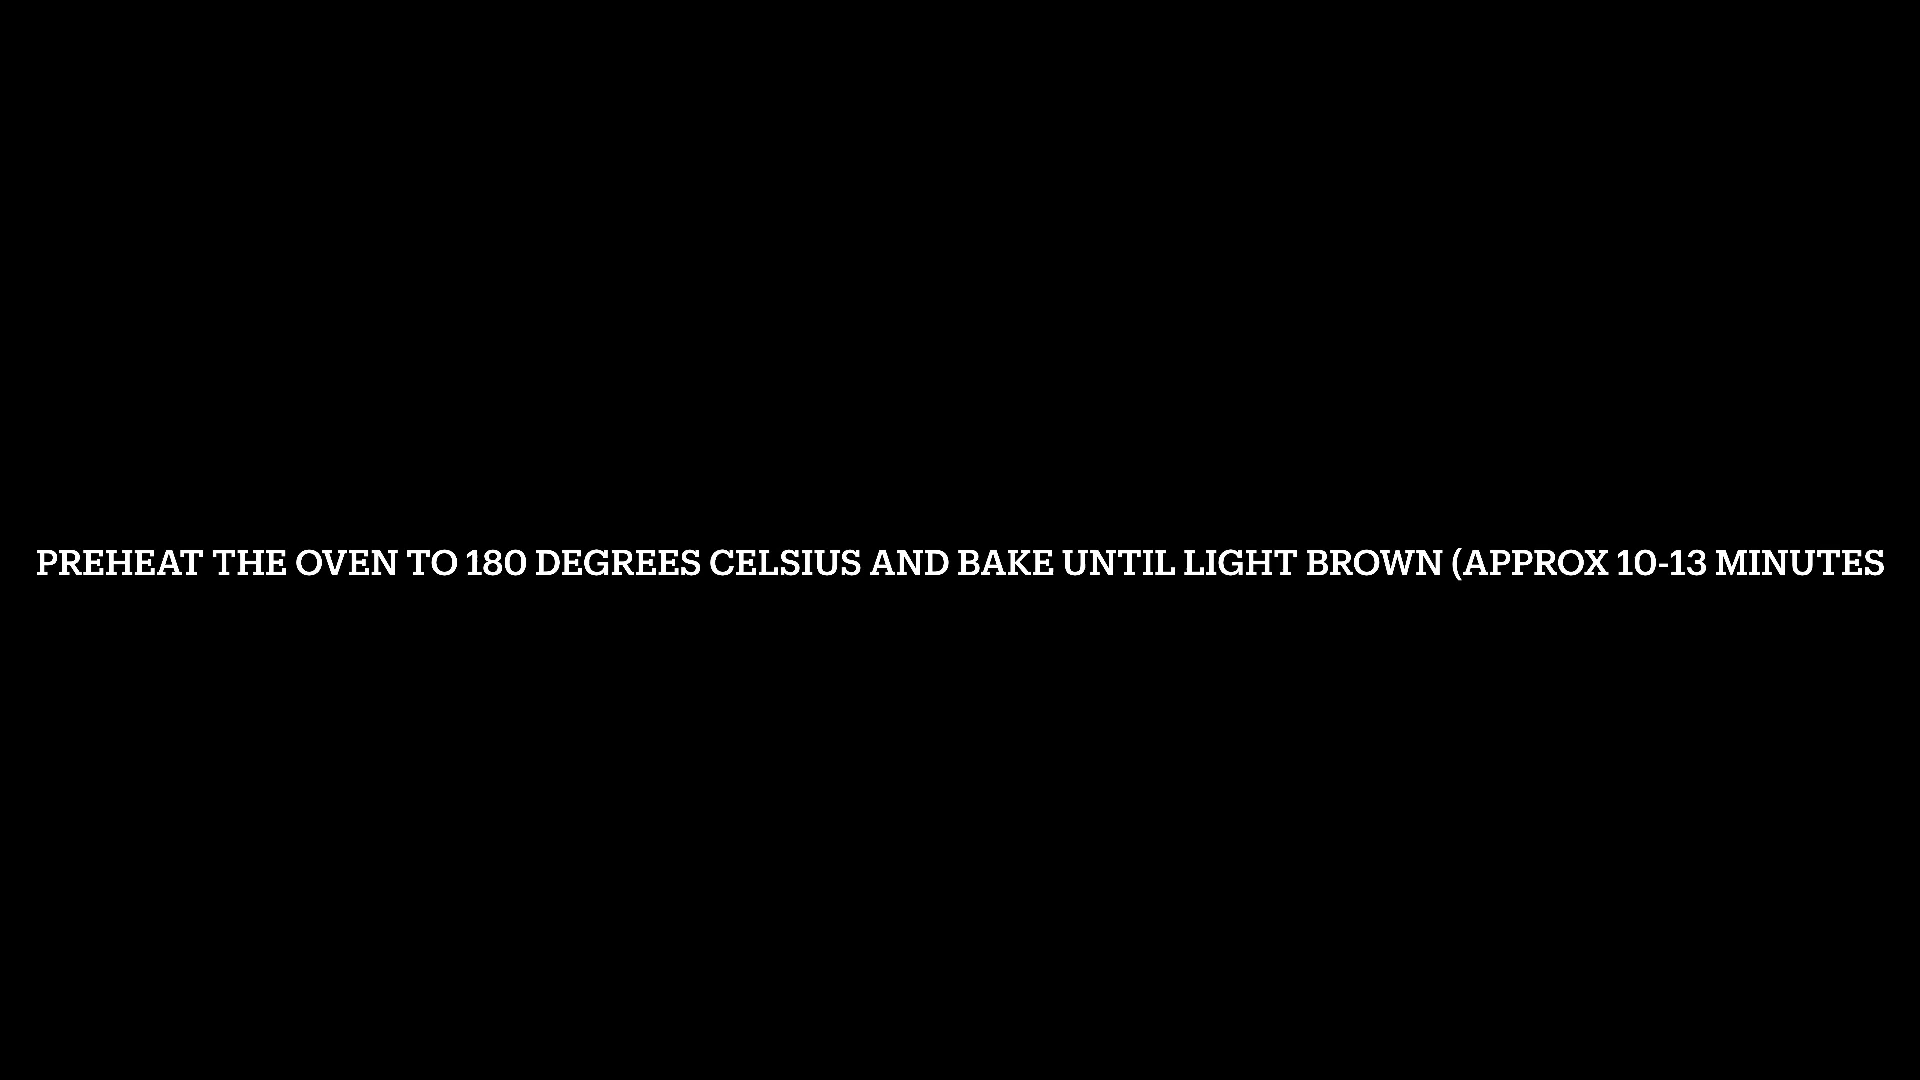 PREHEAT THE OVEN TO 180 DEGREES CELSIUS AND BAKE UNTIL LIGHT BROWN (APPROX 10-13 MINUTES